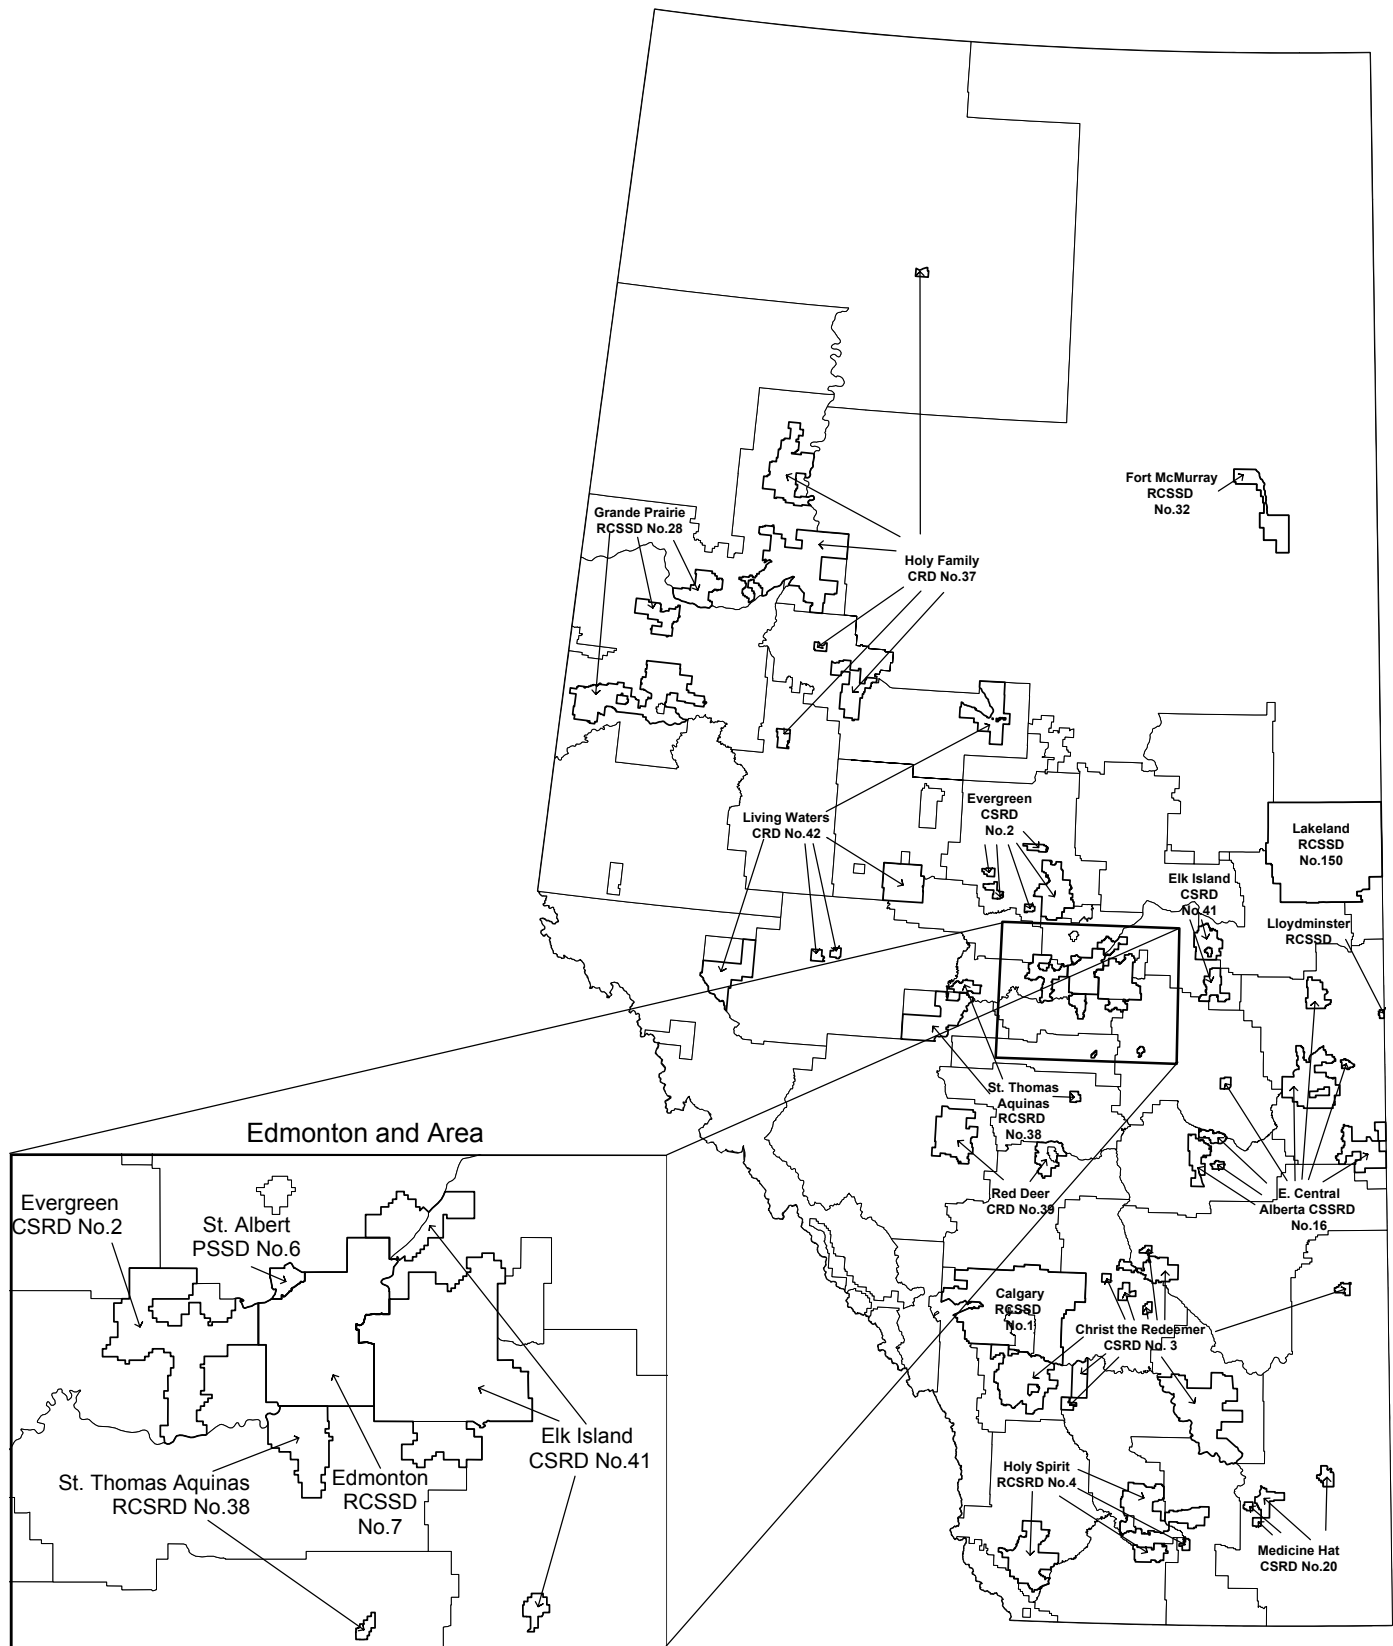 Fort McMurray
RCSSD
No.32
Grande Prairie
RCSSD No.28
Holy Family
CRD No.37
Evergreen
CSRD
No.2
Living Waters
CRD No.42
Lakeland
RCSSD
No.150
Elk Island
CSRD
No.41
Lloydminster
RCSSD
St. Thomas
Aquinas
RCSRD
No.38
Red Deer
CRD No.39
E. Central
Alberta CSSRD
No.16
Calgary
RCSSD
No.1
Christ the Redeemer
CSRD No. 3
Holy Spirit
RCSRD No.4
Medicine Hat
CSRD No.20
Edmonton and Area
Evergreen
CSRD No.2
St. Albert
PSSD No.6
Elk Island
CSRD No.41
St. Thomas Aquinas
RCSRD No.38
Edmonton
RCSSD
No.7